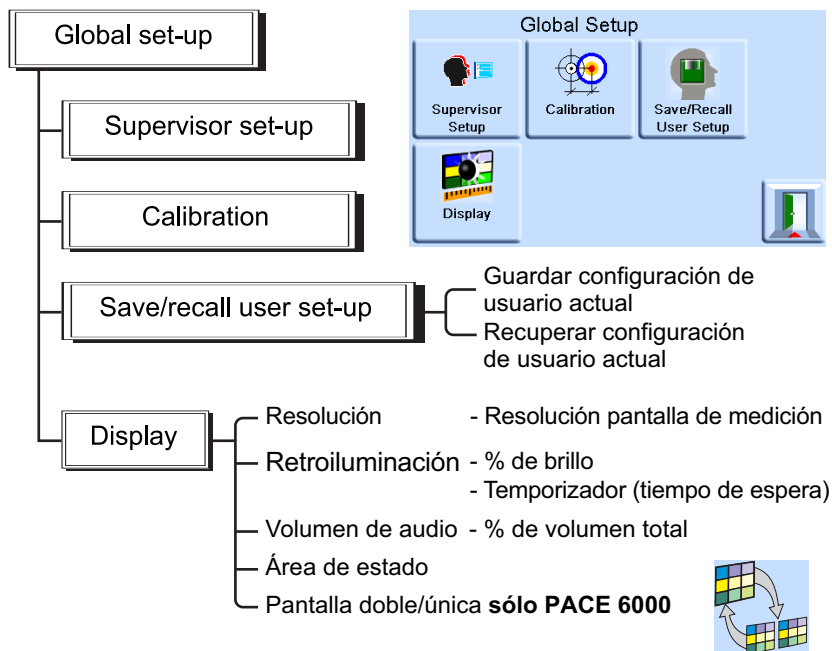 Global set-up
Global Setup
Supervisor
Setup
Calibration
Save/Recall
User Setup
Display
Supervisor set-up
Calibration
Save/recall user set-up
Guardar configuración de
usuario actual
Recuperar configuración
de usuario actual
Display
Resolución - Resolución pantalla de medición
Retroiluminación - % de brillo
- Temporizador (tiempo de espera)
Volumen de audio - % de volumen total
Área de estado
Pantalla doble/única sólo PACE 6000